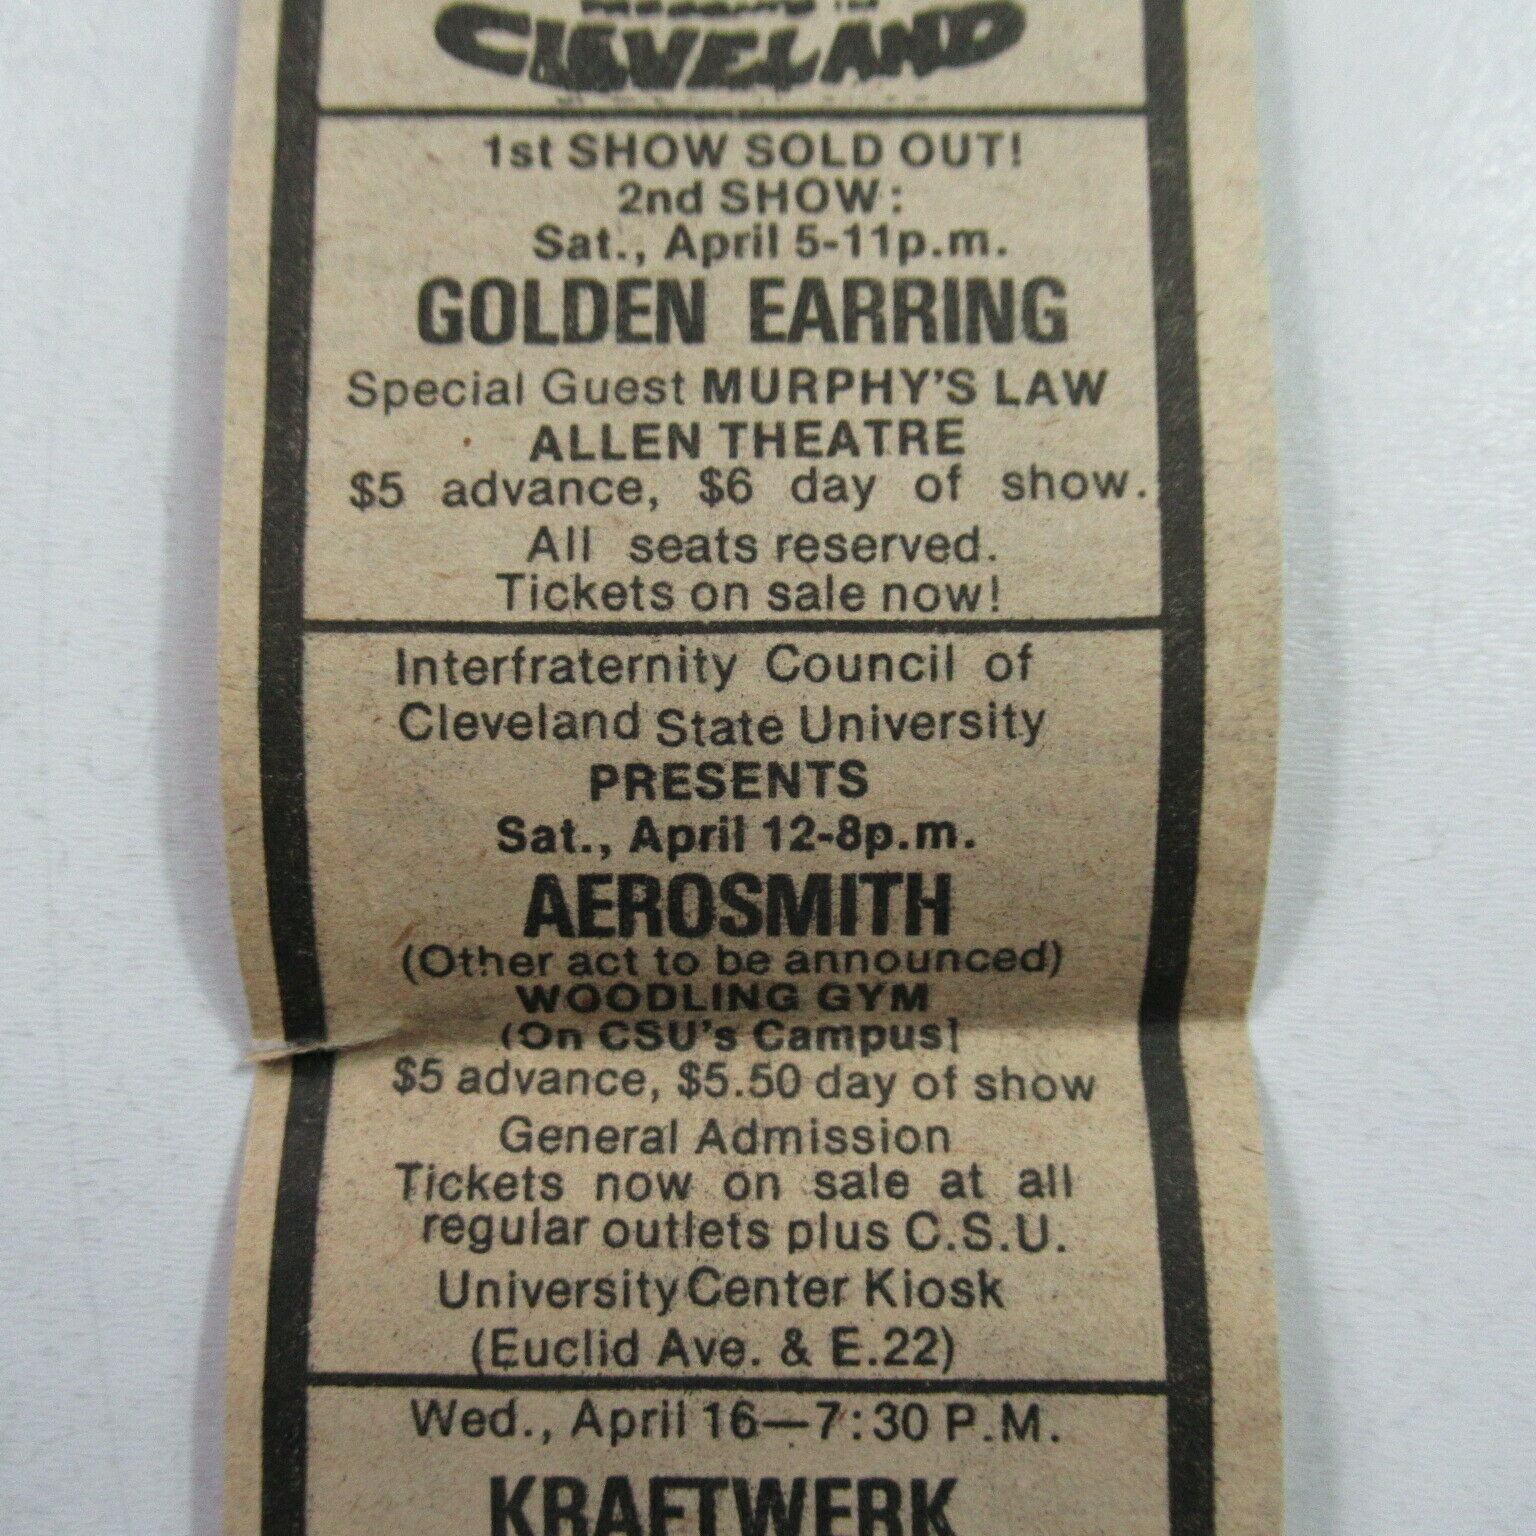 CLEVELAND
1st SHOW SOLD OUT!
2nd SHOW:
Sat., April 5-11p.m.
GOLDEN EARRING
Special Guest MURPHY'S LAW
ALLEN THEATRE
$5 advance, $6 day of show.
All seats reserved.
Tickets on sale now!
Interfraternity Council of
Cleveland State University
PRESENTS
Sat., April 12-8p.m.
AEROSMITH
(Other act to be announced)
WOODLING GYM
(On CSU's Campus)
$5 advance, $5.50 day of show
General Admission
Tickets now on sale at all
regular outlets plus C.S.U.
University Center Kiosk
(Euclid Ave. & E.22)
Wed., April 16—7:30 P.M.
KRAFTWERK